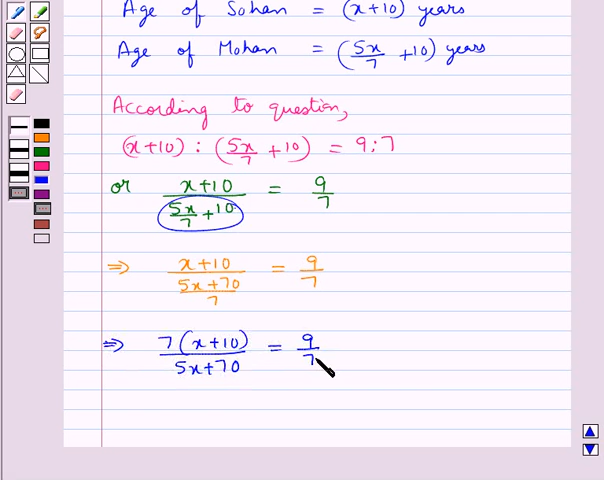 Age of Sohan = (x+10) years
Age of Mohan = (5x/7 +10) years
According to question,
(x+10) : (5x/7 +10) = 9:7
or x+10 / (5x/7 +10) = 9/7
⇒ x+10 / (5x+70 / 7) = 9/7
⇒ 7(x+10) / 5x+70 = 9/7